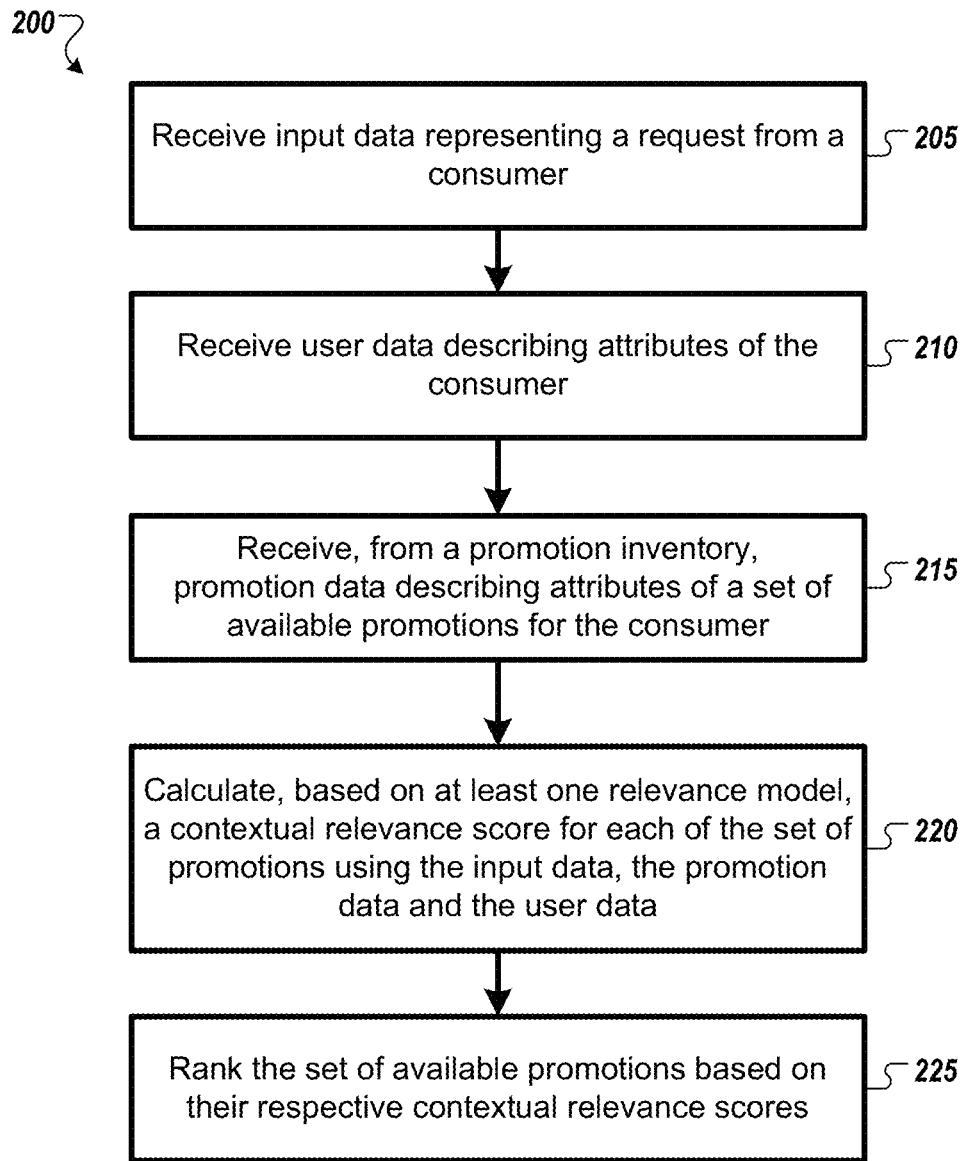 200
Receive input data representing a request from a
consumer
205
Receive user data describing attributes of the
consumer
210
Receive, from a promotion inventory,
promotion data describing attributes of a set of
available promotions for the consumer
215
Calculate, based on at least one relevance model,
a contextual relevance score for each of the set of
promotions using the input data, the promotion
data and the user data
220
Rank the set of available promotions based on
their respective contextual relevance scores
225